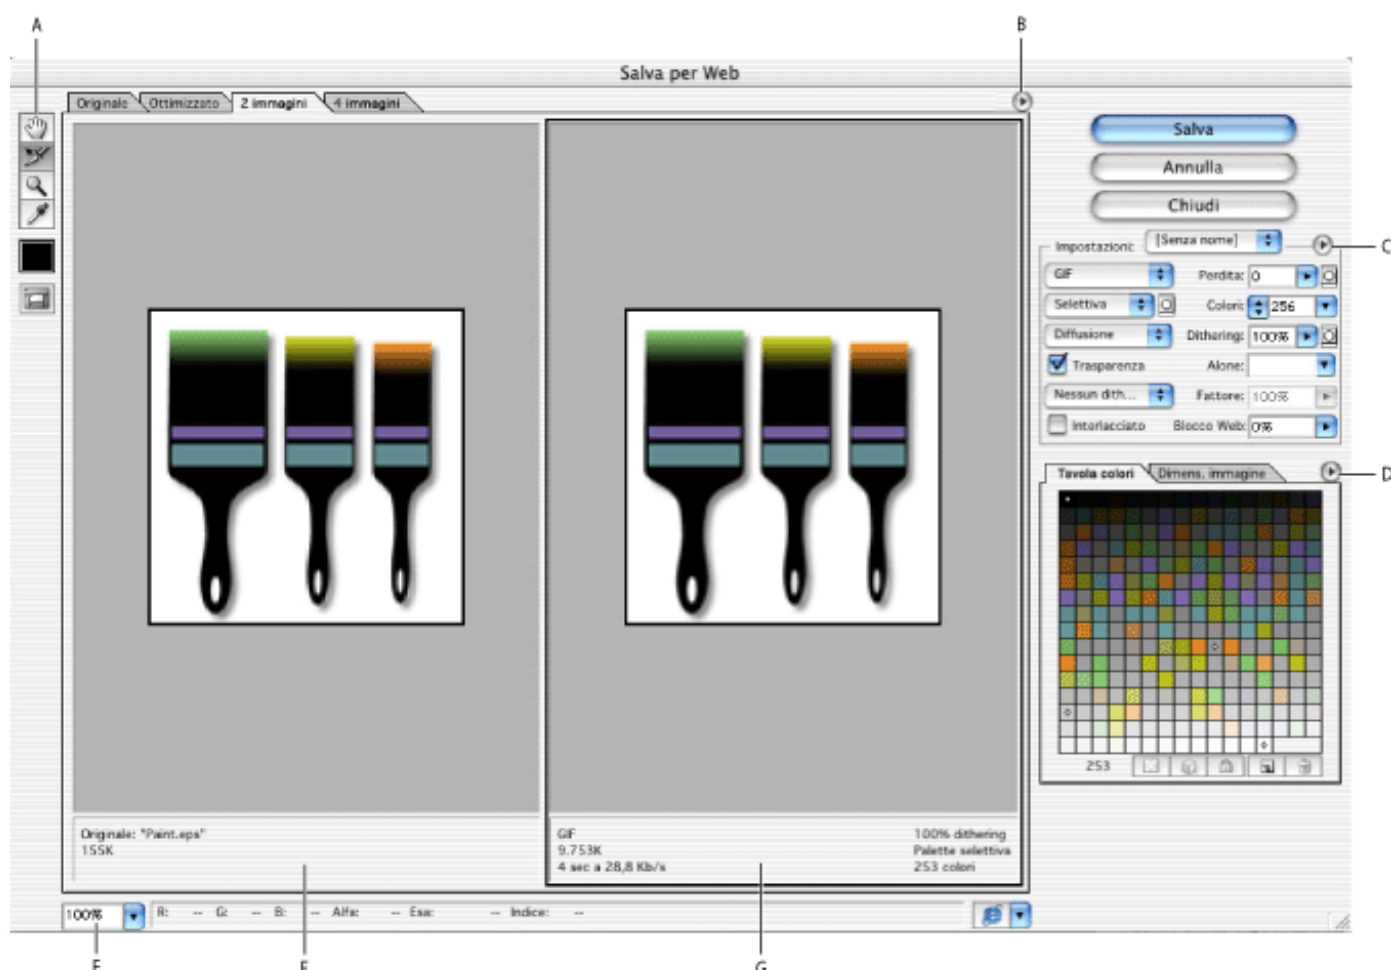 A
B
Salva per Web
Originale Ottimizzato 2 immagini 4 immagini
Salva
Annulla
Chiudi
Impostazioni: [Senza nome]
C
GIF Perdita: 0
Selettiva Colori: 256
Diffusione Dithering: 100%
Trasparenza Alone:
Nessun dith... Fattore: 100%
Interlacciato Blocco Web: 0%
Tavola colori Dimens. immagine
D
253
Originale: "Paint.eps"
155K
GIF
9.753K
4 sec a 28,8 Kb/s
100% dithering
Palette selettiva
253 colori
100% R: -- G: -- B: -- Alfa: -- Esa: -- Indice: --
E
F
G